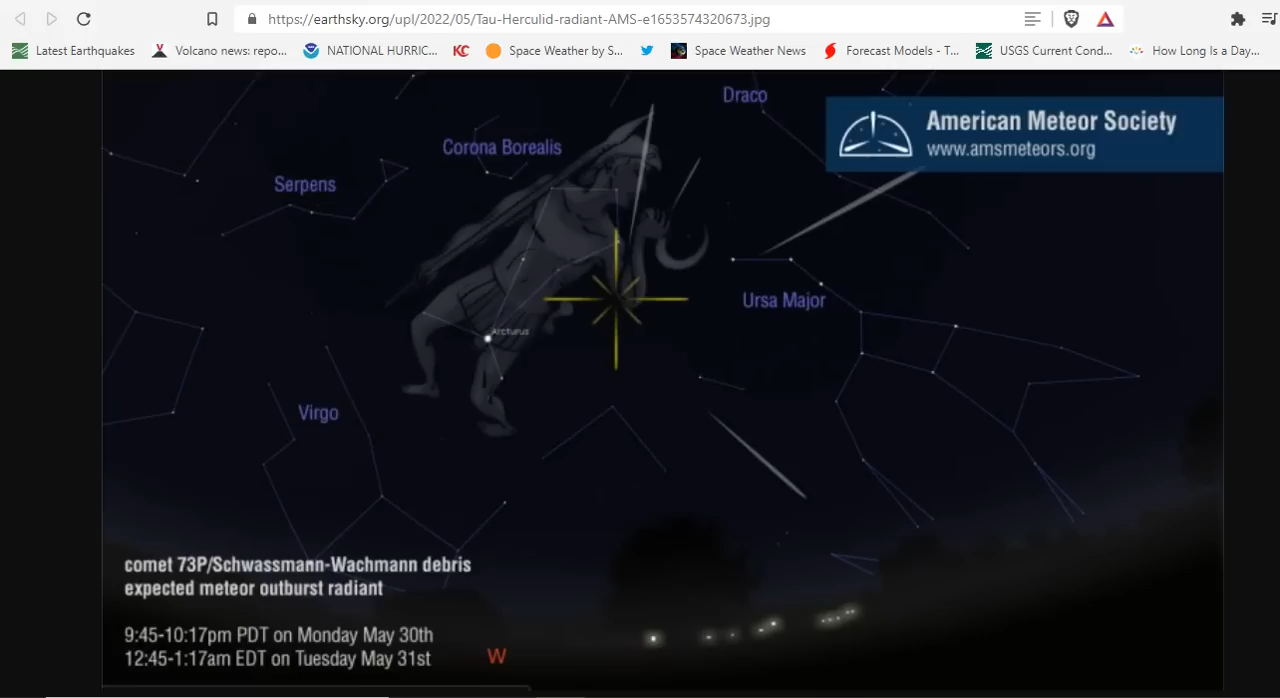 https://earthsky.org/upl/2022/05/Tau-Herculid-radiant-AMS-e1653574320673.jpg
Latest Earthquakes
Volcano news: repo...
NATIONAL HURRIC...
KC
Space Weather by S...
Space Weather News
Forecast Models - T...
USGS Current Cond...
How Long Is a Day...
Draco
American Meteor Society
www.amsmeteors.org
Corona Borealis
Serpens
Ursa Major
Arcturus
Virgo
comet 73P/Schwassmann-Wachmann debris
expected meteor outburst radiant
9:45-10:17pm PDT on Monday May 30th
12:45-1:17am EDT on Tuesday May 31st
W